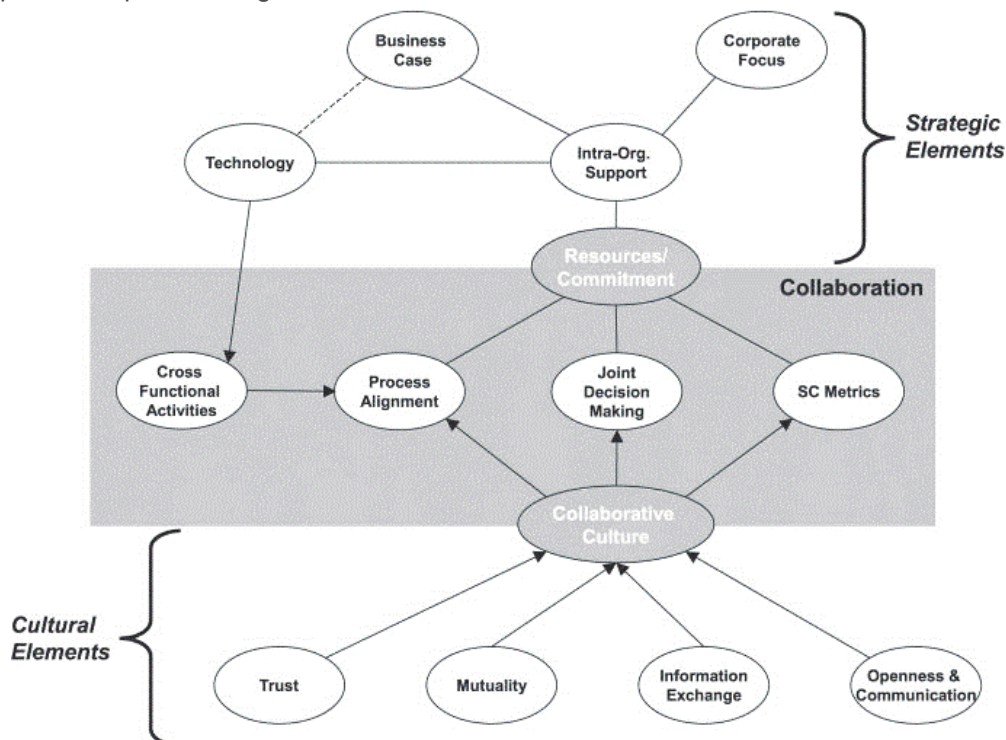 Business
Case
Corporate
Focus
Strategic
Elements
Technology
Intra-Org.
Support
Resources/
Commitment
Collaboration
Cross
Functional
Activities
Process
Alignment
Joint
Decision
Making
SC Metrics
Collaborative
Culture
Cultural
Elements
Trust
Mutuality
Information
Exchange
Openness &
Communication